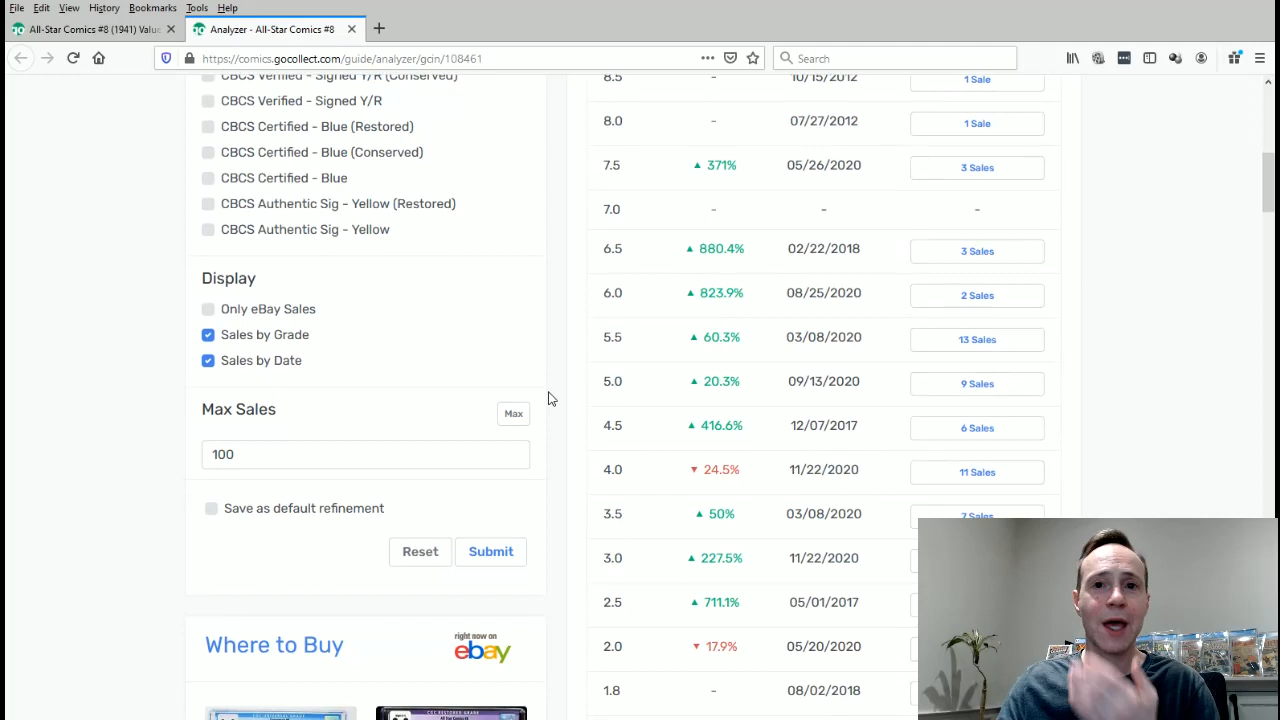 File Edit View History Bookmarks Tools Help
All-Star Comics #8 (1941) Valu
Analyzer - All-Star Comics #8
https://comics.gocollect.com/guide/analyzer/gcin/108461
Search
CBCS Verified - Signed Y/R (Conserved)
CBCS Verified - Signed Y/R
CBCS Certified - Blue (Restored)
CBCS Certified - Blue (Conserved)
CBCS Certified - Blue
CBCS Authentic Sig - Yellow (Restored)
CBCS Authentic Sig - Yellow
Display
Only eBay Sales
Sales by Grade
Sales by Date
Max Sales
Max
100
Save as default refinement
Reset Submit
Where to Buy
right now on
ebay
8.5 - 10/15/2012 1 Sale
8.0 - 07/27/2012 1 Sale
7.5 371% 05/26/2020 3 Sales
7.0 - - -
6.5 880.4% 02/22/2018 3 Sales
6.0 823.9% 08/25/2020 2 Sales
5.5 60.3% 03/08/2020 13 Sales
5.0 20.3% 09/13/2020 9 Sales
4.5 416.6% 12/07/2017 6 Sales
4.0 24.5% 11/22/2020 11 Sales
3.5 50% 03/08/2020 7 Sales
3.0 227.5% 11/22/2020
2.5 711.1% 05/01/2017
2.0 17.9% 05/20/2020
1.8 - 08/02/2018